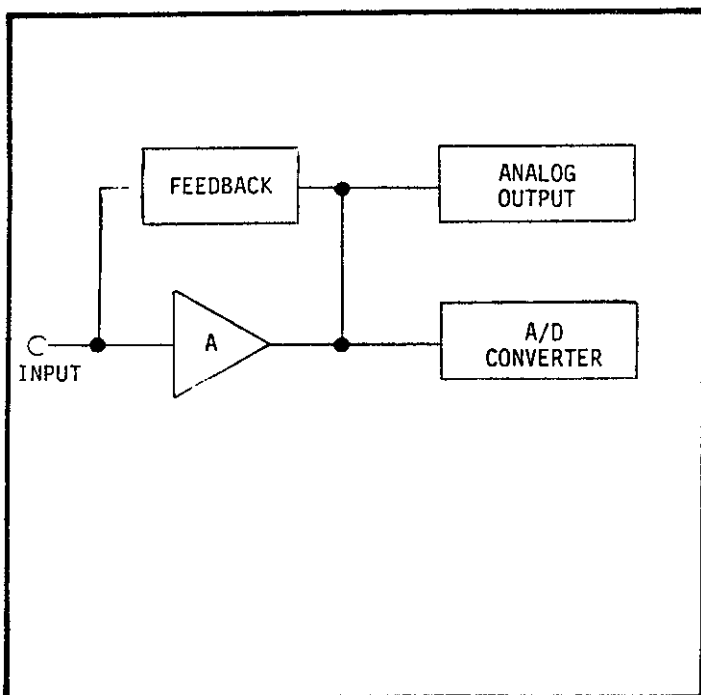 FEEDBACK
ANALOG
OUTPUT
INPUT
A
A/D
CONVERTER